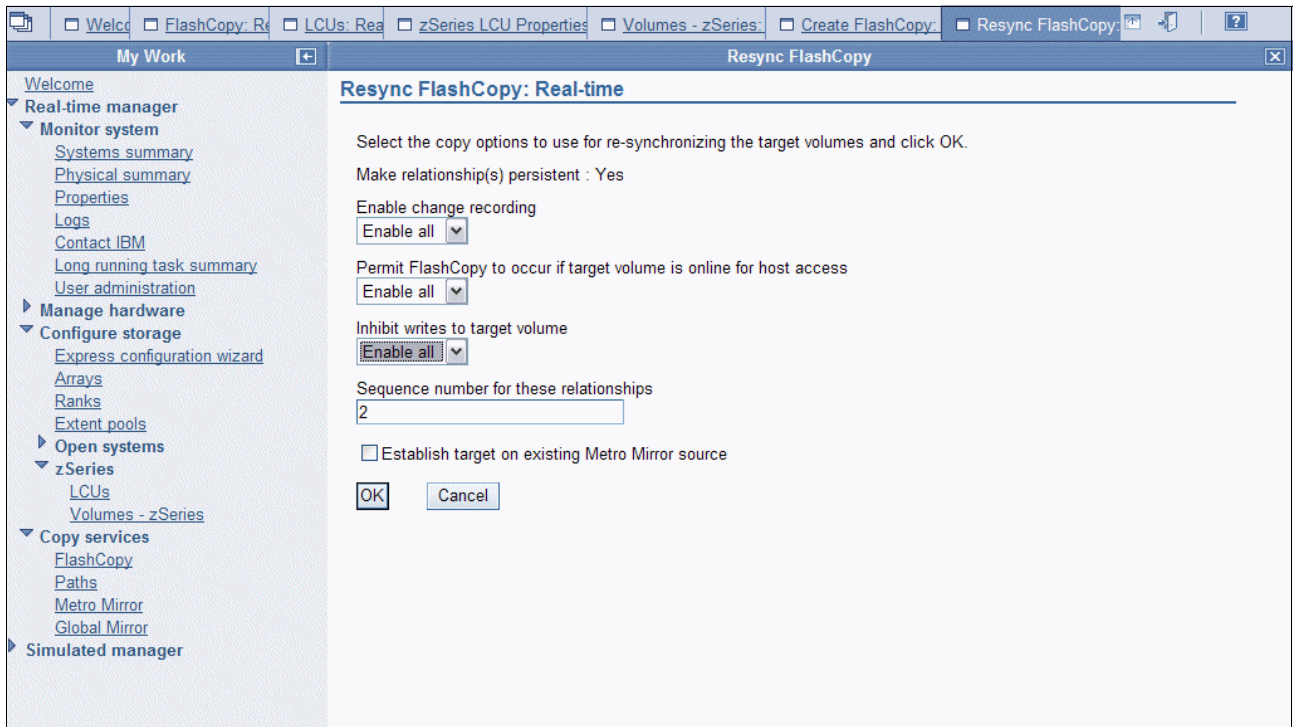 Welco
FlashCopy: Re
LCUs: Rea
zSeries LCU Properties
Volumes - zSeries:
Create FlashCopy:
Resync FlashCopy:
?
My Work
Resync FlashCopy
Welcome
Real-time manager
Monitor system
Systems summary
Physical summary
Properties
Logs
Contact IBM
Long running task summary
User administration
Manage hardware
Configure storage
Express configuration wizard
Arrays
Ranks
Extent pools
Open systems
zSeries
LCUs
Volumes - zSeries
Copy services
FlashCopy
Paths
Metro Mirror
Global Mirror
Simulated manager
Resync FlashCopy: Real-time
Select the copy options to use for re-synchronizing the target volumes and click OK.
Make relationship(s) persistent : Yes
Enable change recording
Enable all
Permit FlashCopy to occur if target volume is online for host access
Enable all
Inhibit writes to target volume
Enable all
Sequence number for these relationships
2
Establish target on existing Metro Mirror source
OK
Cancel